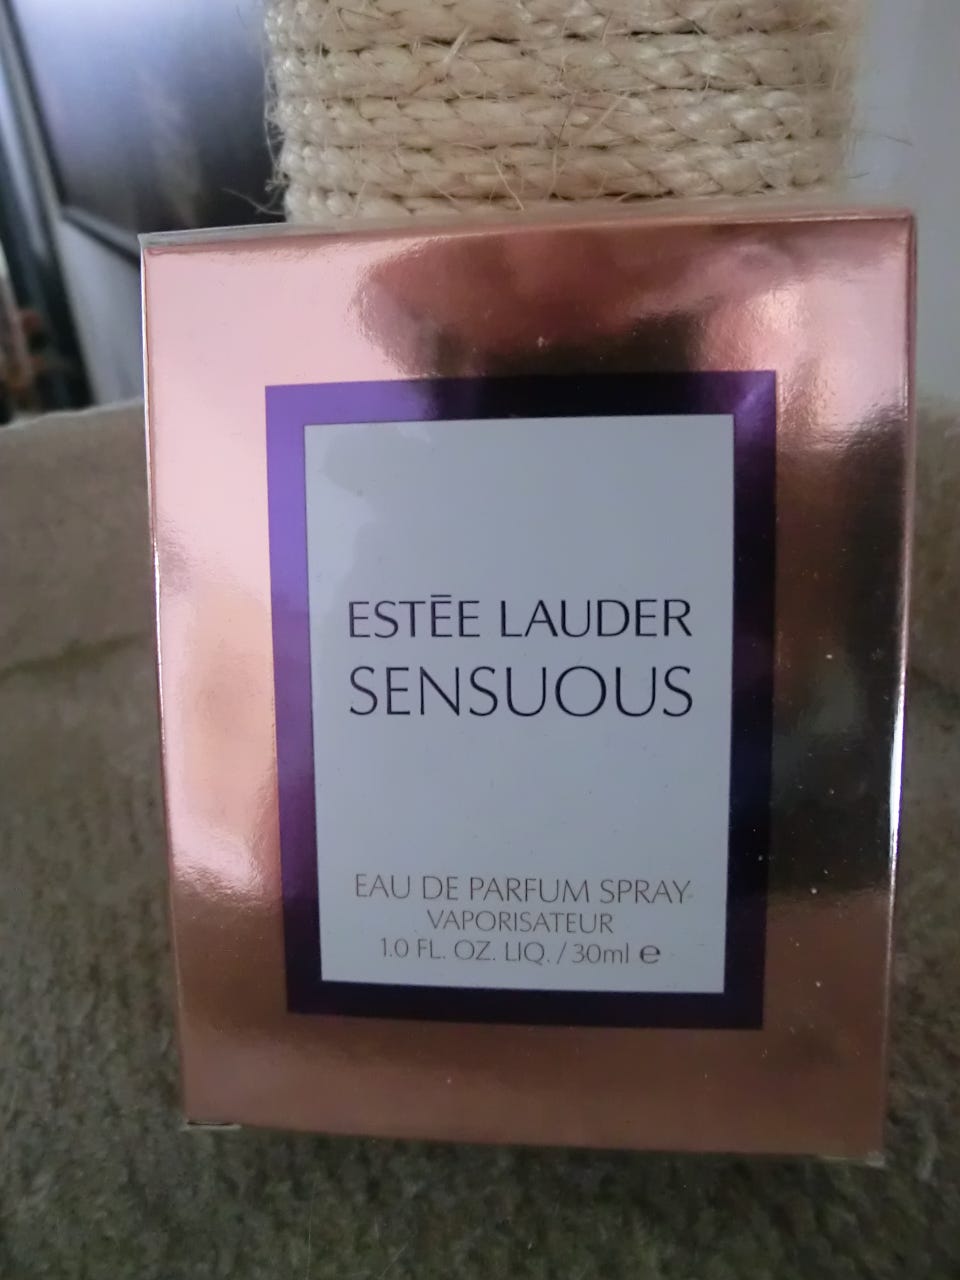 ESTĒE LAUDER
SENSUOUS
EAU DE PARFUM SPRAY
VAPORISATEUR
1.0 FL. OZ. LIQ. / 30ml ℮